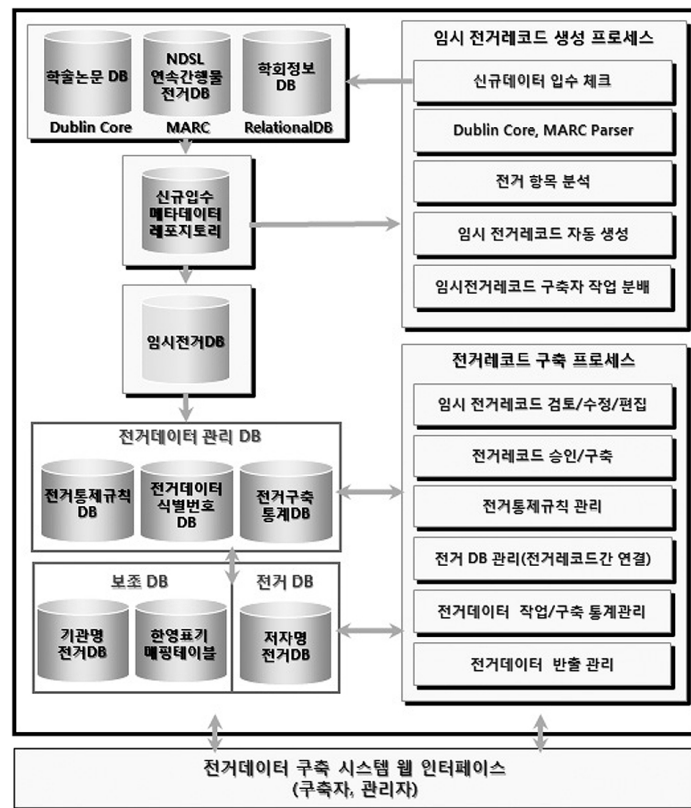 학술논문 DB
NDSL
연속간행물
전거DB
학회정보
DB
Dublin Core
MARC
RelationalDB
신규입수
메타데이터
레포지토리
임시전거DB
전거데이터 관리 DB
전거통제규칙
DB
전거데이터
식별번호
DB
전거구축
통계DB
보조 DB
전거 DB
기관명
전거DB
한영표기
매핑테이블
저자명
전거DB
임시 전거레코드 생성 프로세스
신규데이터 입수 체크
Dublin Core, MARC Parser
전거 항목 분석
임시 전거레코드 자동 생성
임시전거레코드 구축자 작업 분배
전거레코드 구축 프로세스
임시 전거레코드 검토/수정/편집
전거레코드 승인/구축
전거통제규칙 관리
전거 DB 관리(전거레코드간 연결)
전거데이터 작업/구축 통계관리
전거데이터 반출 관리
전거데이터 구축 시스템 웹 인터페이스
(구축자, 관리자)